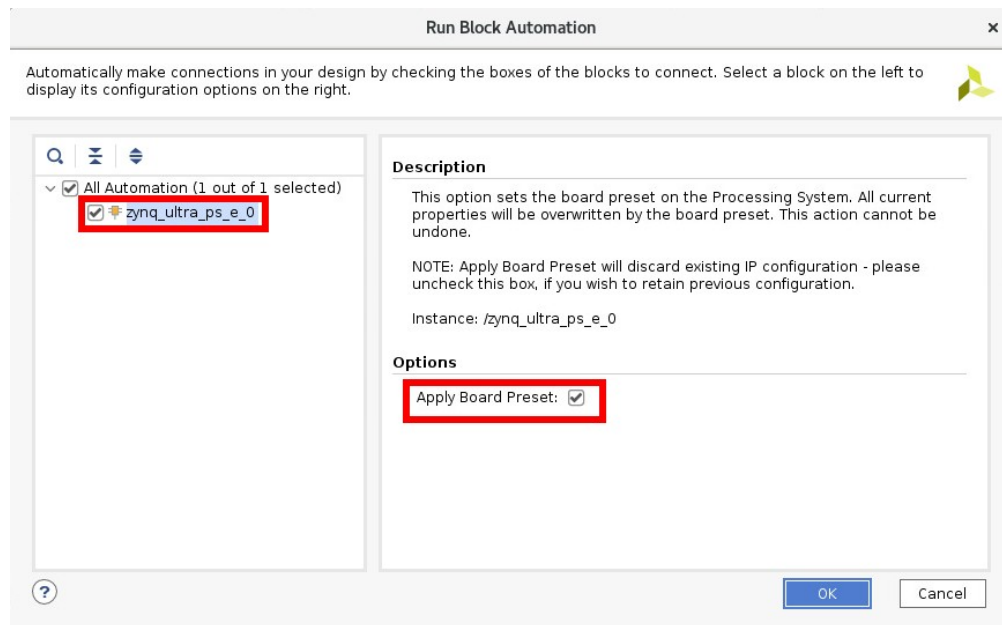 Run Block Automation
Automatically make connections in your design by checking the boxes of the blocks to connect. Select a block on the left to
display its configuration options on the right.
All Automation (1 out of 1 selected)
zynq_ultra_ps_e_0
Description
This option sets the board preset on the Processing System. All current
properties will be overwritten by the board preset. This action cannot be
undone.
NOTE: Apply Board Preset will discard existing IP configuration - please
uncheck this box, if you wish to retain previous configuration.
Instance: /zynq_ultra_ps_e_0
Options
Apply Board Preset:
?
OK
Cancel